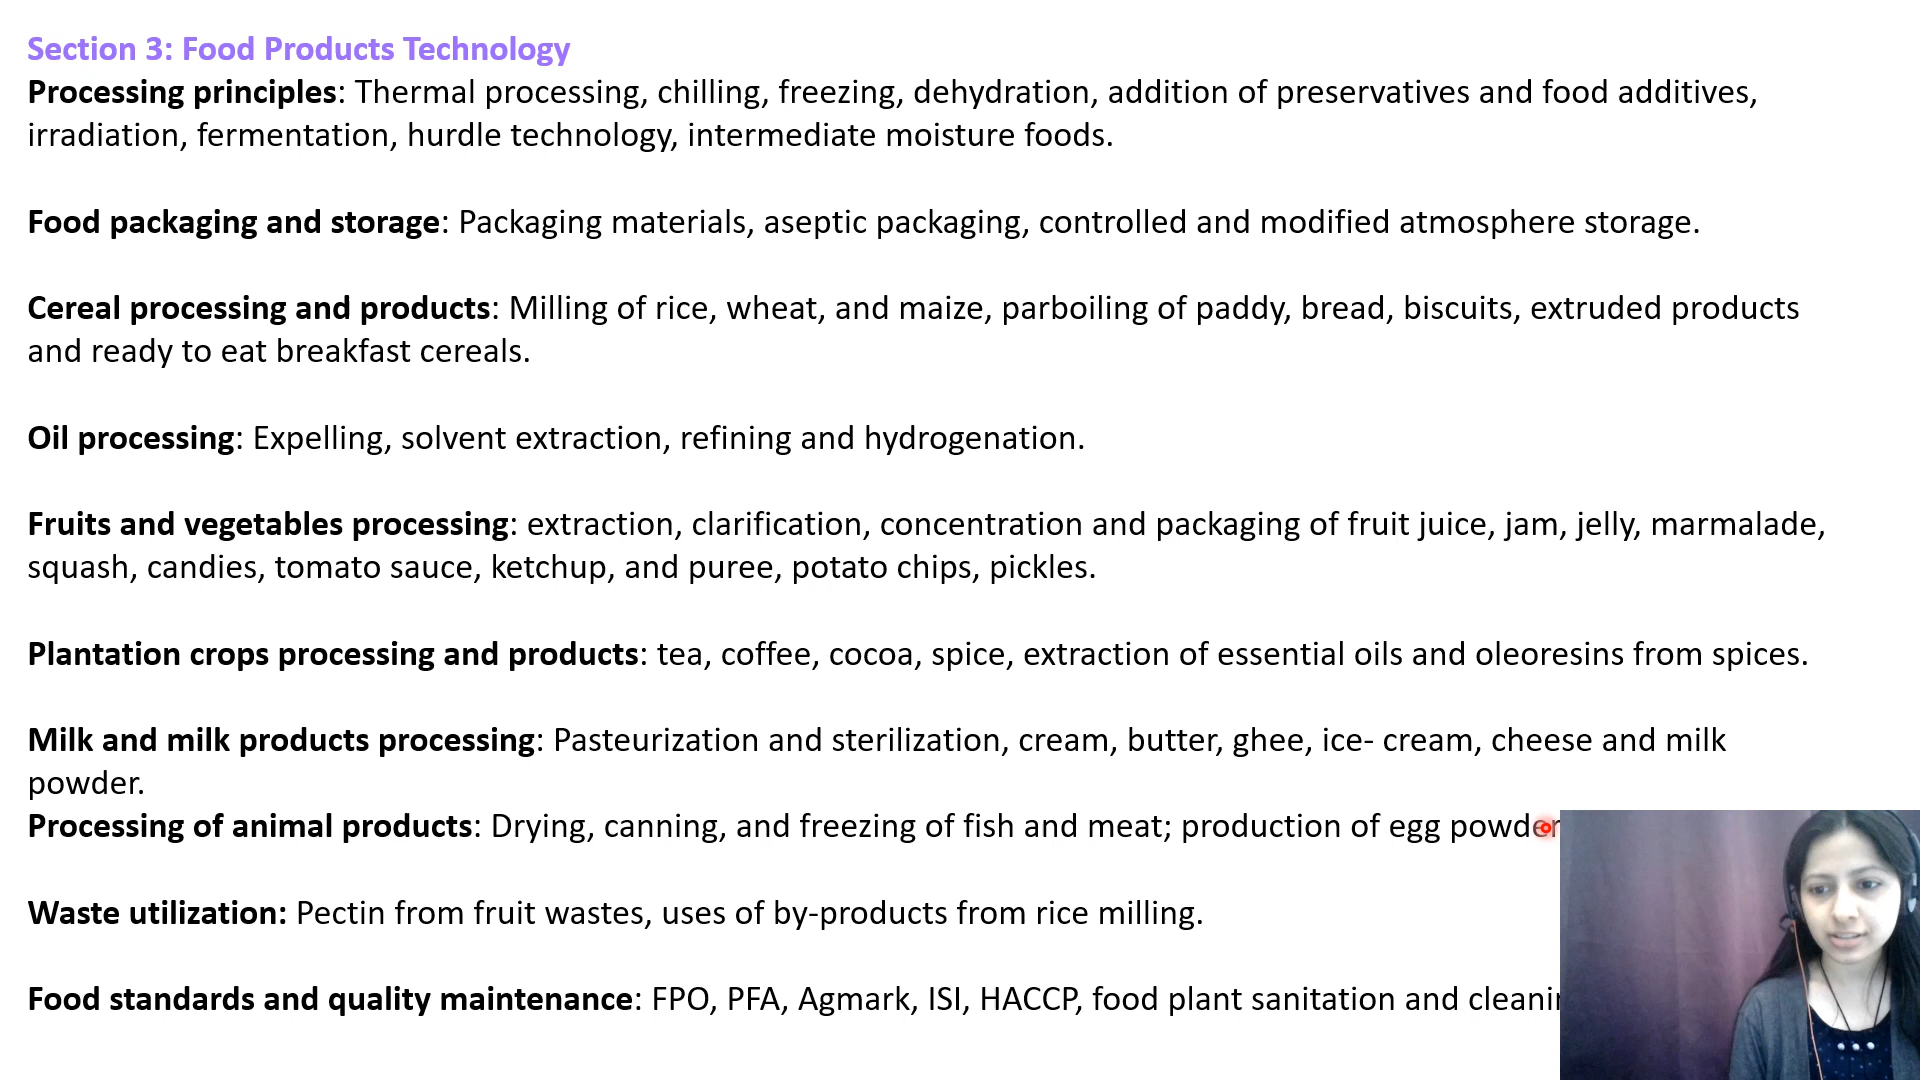 Section 3: Food Products Technology
Processing principles: Thermal processing, chilling, freezing, dehydration, addition of preservatives and food additives,
irradiation, fermentation, hurdle technology, intermediate moisture foods.
Food packaging and storage: Packaging materials, aseptic packaging, controlled and modified atmosphere storage.
Cereal processing and products: Milling of rice, wheat, and maize, parboiling of paddy, bread, biscuits, extruded products
and ready to eat breakfast cereals.
Oil processing: Expelling, solvent extraction, refining and hydrogenation.
Fruits and vegetables processing: extraction, clarification, concentration and packaging of fruit juice, jam, jelly, marmalade,
squash, candies, tomato sauce, ketchup, and puree, potato chips, pickles.
Plantation crops processing and products: tea, coffee, cocoa, spice, extraction of essential oils and oleoresins from spices.
Milk and milk products processing: Pasteurization and sterilization, cream, butter, ghee, ice- cream, cheese and milk
powder.
Processing of animal products: Drying, canning, and freezing of fish and meat; production of egg powder
Waste utilization: Pectin from fruit wastes, uses of by-products from rice milling.
Food standards and quality maintenance: FPO, PFA, Agmark, ISI, HACCP, food plant sanitation and